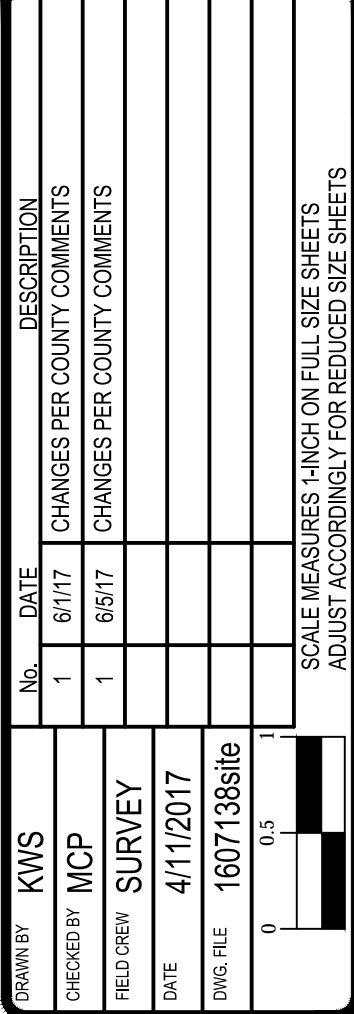 DRAWN BY KWS
CHECKED BY MCP
FIELD CREW SURVEY
DATE 4/11/2017
DWG. FILE 1607138site
0 0.5 1
No. DATE DESCRIPTION
1 6/1/17 CHANGES PER COUNTY COMMENTS
1 6/5/17 CHANGES PER COUNTY COMMENTS
SCALE MEASURES 1-INCH ON FULL SIZE SHEETS
ADJUST ACCORDINGLY FOR REDUCED SIZE SHEETS